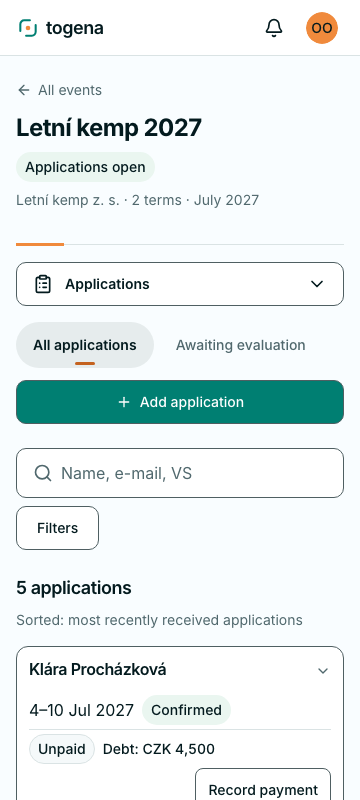 togena
OO
All events
Letní kemp 2027
Applications open
Letní kemp z. s. · 2 terms · July 2027
Applications
All applications
Awaiting evaluation
Add application
Name, e-mail, VS
Filters
5 applications
Sorted: most recently received applications
Klára Procházková
4–10 Jul 2027 Confirmed
Unpaid Debt: CZK 4,500
Record payment